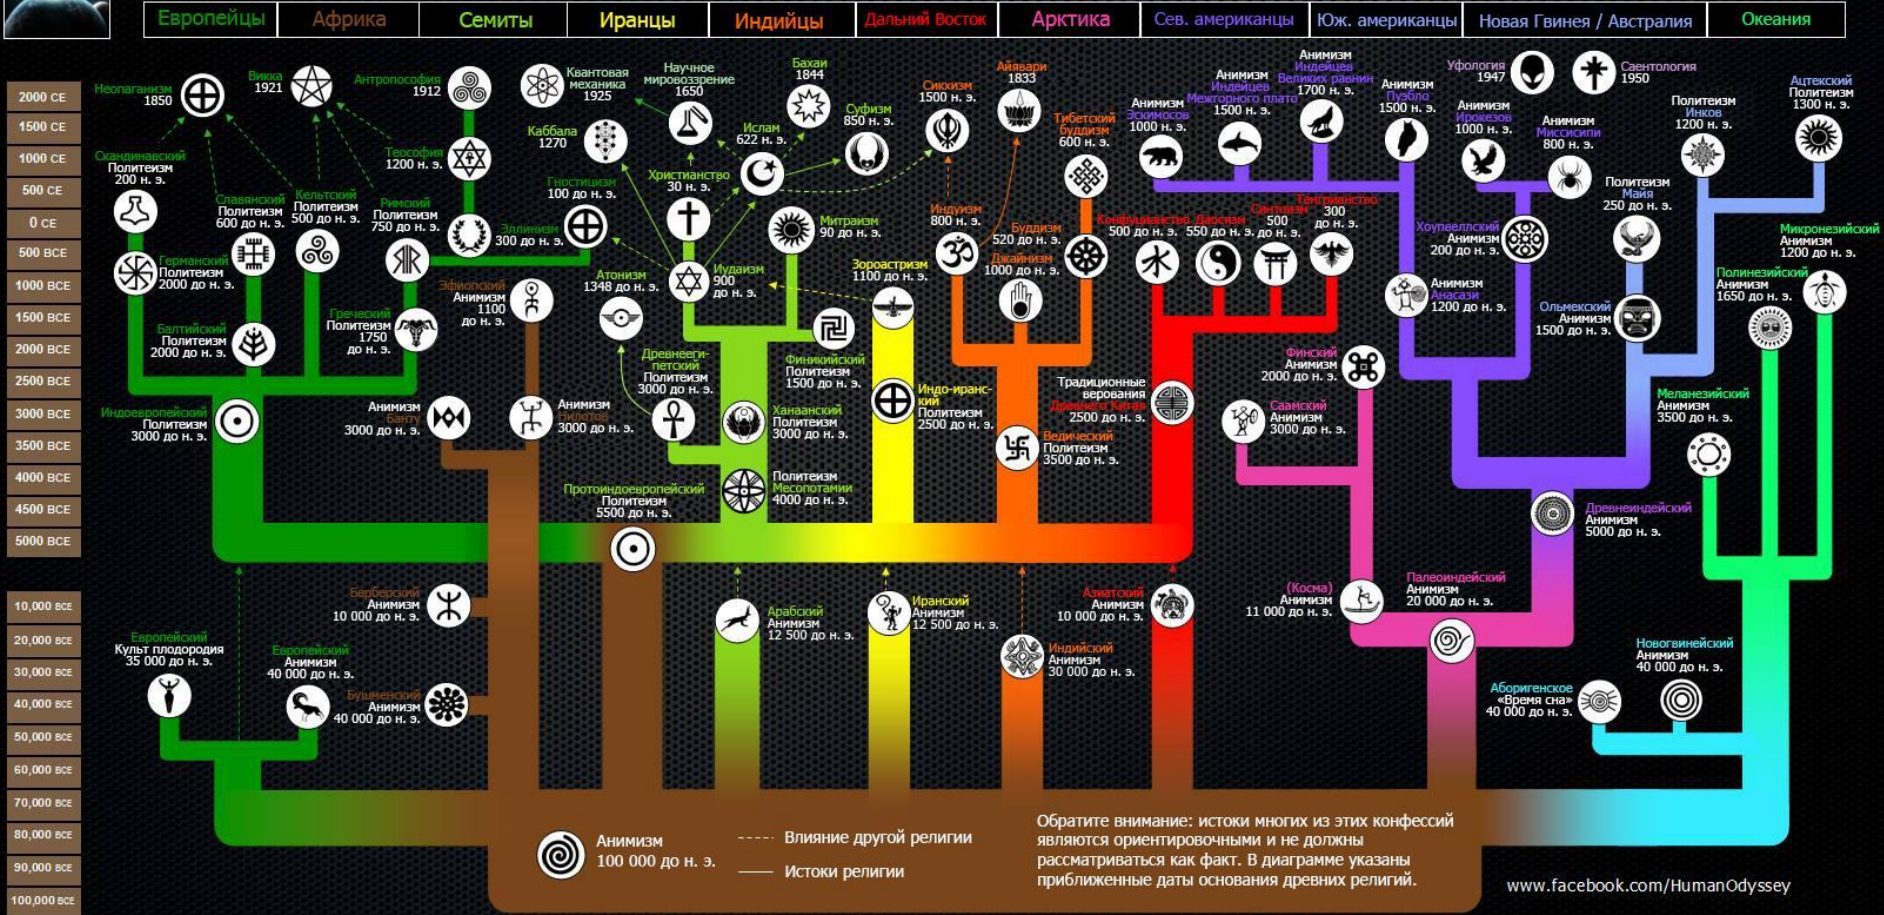 Европейцы
Африка
Семиты
Иранцы
Индийцы
Дальний Восток
Арктика
Сев. американцы
Юж. американцы
Новая Гвинея / Австралия
Океания
2000 CE
1500 CE
1000 CE
500 CE
0 CE
500 BCE
1000 BCE
1500 BCE
2000 BCE
2500 BCE
3000 BCE
3500 BCE
4000 BCE
4500 BCE
5000 BCE
10,000 BCE
20,000 BCE
30,000 BCE
40,000 BCE
50,000 BCE
60,000 BCE
70,000 BCE
80,000 BCE
90,000 BCE
100,000 BCE
Неопаганизм
1850
Викка
1921
Антропософия
1912
Квантовая
механика
1925
Научное
мировоззрение
1650
Бахаи
1844
Сикхизм
1500 н. э.
Айявари
1833
Анимизм
Эскимосов
1000 н. э.
Анимизм
Индейцев
Межгорного плато
1500 н. э.
Анимизм
Индейцев
Великих равнин
1700 н. э.
Анимизм
Пуэбло
1500 н. э.
Уфология
1947
Саентология
1950
Анимизм
Ирокезов
1000 н. э.
Анимизм
Миссисипи
800 н. э.
Политеизм
Инков
1200 н. э.
Ацтекский
Политеизм
1300 н. э.
Скандинавский
Политеизм
200 н. э.
Славянский
Политеизм
600 до н. э.
Кельтский
Политеизм
500 до н. э.
Римский
Политеизм
750 до н. э.
Теософия
1200 н. э.
Каббала
1270
Ислам
622 н. э.
Суфизм
850 н. э.
Христианство
30 н. э.
Гностицизм
100 до н. э.
Эллинизм
300 до н. э.
Митраизм
90 до н. э.
Тибетский
буддизм
600 н. э.
Индуизм
800 н. э.
Буддизм
520 до н. э.
Джайнизм
1000 до н. э.
Конфуцианство
500 до н. э.
Даосизм
550 до н. э.
Синтоизм
500
до н. э.
Тенгрианство
300
до н. э.
Хоупвеллский
Анимизм
200 до н. э.
Политеизм
Майя
250 до н. э.
Микронезийский
Анимизм
1200 до н. э.
Полинезийский
Анимизм
1650 до н. э.
Германский
Политеизм
2000 до н. э.
Балтийский
Политеизм
2000 до н. э.
Греческий
Политеизм
1750
до н. э.
Эфиопский
Анимизм
1100
до н. э.
Атонизм
1348 до н. э.
Иудаизм
900
до н. э.
Зороастризм
1100 до н. э.
Анимизм
Анасази
1200 до н. э.
Ольмекский
Анимизм
1500 до н. э.
Древнееги-
петский
Политеизм
3000 до н. э.
Финикийский
Политеизм
1500 до н. э.
Финский
Анимизм
2000 до н. э.
Меланезийский
Анимизм
3500 до н. э.
Индоевропейский
Политеизм
3000 до н. э.
Анимизм
Банту
3000 до н. э.
Анимизм
Нилотов
3000 до н. э.
Ханаанский
Политеизм
3000 до н. э.
Индо-иранс-
кий
Политеизм
2500 до н. э.
Традиционные
верования
Древнего Китая
2500 до н. э.
Саамский
Анимизм
3000 до н. э.
Ведический
Политеизм
3500 до н. э.
Протоиндоевропейский
Политеизм
5500 до н. э.
Политеизм
Месопотамии
4000 до н. э.
Древнеиндейский
Анимизм
5000 до н. э.
Берберский
Анимизм
10 000 до н. э.
Арабский
Анимизм
12 500 до н. э.
Иранский
Анимизм
12 500 до н. э.
Азиатский
Анимизм
10 000 до н. э.
(Косма)
Анимизм
11 000 до н. э.
Палеоиндейский
Анимизм
20 000 до н. э.
Европейский
Культ плодородия
35 000 до н. э.
Европейский
Анимизм
40 000 до н. э.
Бушменский
Анимизм
40 000 до н. э.
Индийский
Анимизм
30 000 до н. э.
Новогвинейский
Анимизм
40 000 до н. э.
Аборигенское
«Время сна»
40 000 до н. э.
Анимизм
100 000 до н. э.
Влияние другой религии
Истоки религии
Обратите внимание: истоки многих из этих конфессий
являются ориентировочными и не должны
рассматриваться как факт. В диаграмме указаны
приближенные даты основания древних религий.
www.facebook.com/HumanOdyssey